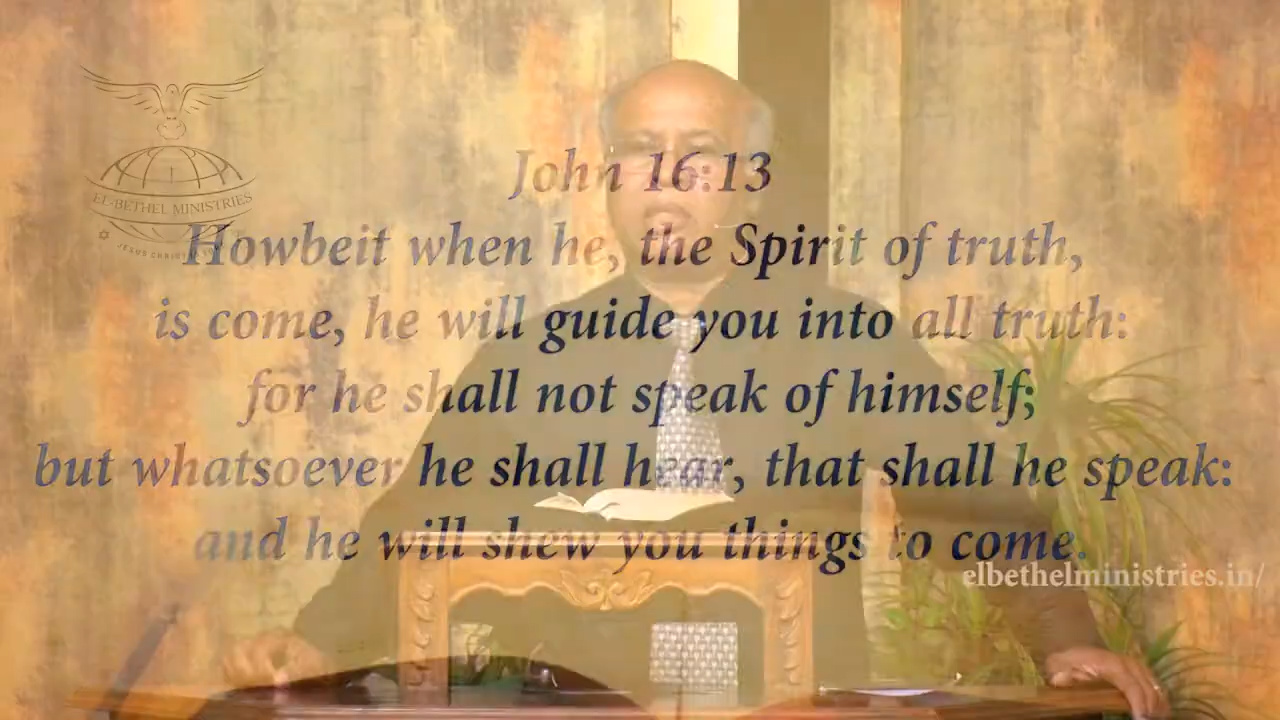 John 16:13
EL-BETHEL MINISTRIES
Howbeit when he, the Spirit of truth,
is come, he will guide you into all truth:
for he shall not speak of himself;
but whatsoever he shall hear, that shall he speak:
and he will shew you things to come.
elbethelministries.in/